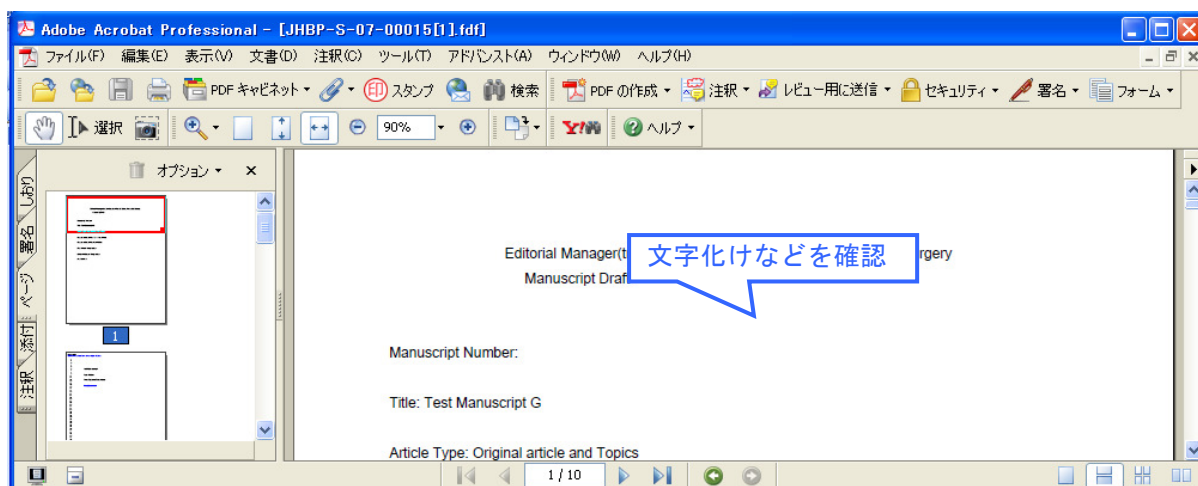 Adobe Acrobat Professional - [JHBP-S-07-00015[1].fdf]
ファイル(F) 編集(E) 表示(V) 文書(D) 注釈(C) ツール(T) アドバンスト(A) ウィンドウ(W) ヘルプ(H)
PDF キャビネット 印 スタンプ 検索 PDF の作成 注釈 レビュー用に送信 セキュリティ 署名 フォーム
選択 90% Y! ヘルプ
オプション
しおり
署名
ページ
添付
注釈
1
Editorial Manager(t
rgery
文字化けなどを確認
Manuscript Draf
Manuscript Number:
Title: Test Manuscript G
Article Type: Original article and Topics
1 / 10